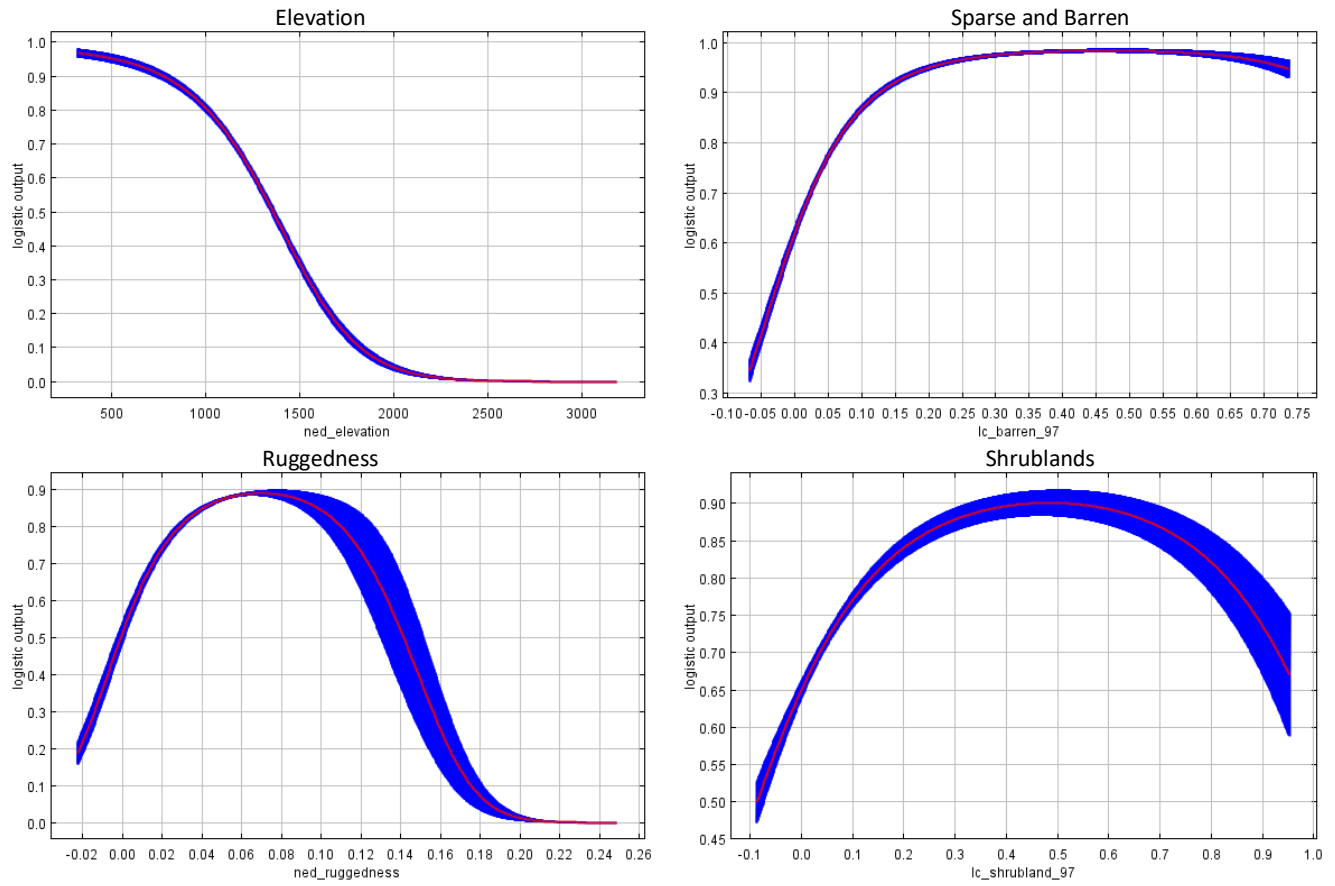 Elevation
1.0
0.9
0.8
0.7
0.6
0.5
0.4
0.3
0.2
0.1
0.0
logistic output
500 1000 1500 2000 2500 3000
ned_elevation
Sparse and Barren
1.0
0.9
0.8
0.7
0.6
0.5
0.4
0.3
logistic output
-0.10 -0.05 0.00 0.05 0.10 0.15 0.20 0.25 0.30 0.35 0.40 0.45 0.50 0.55 0.60 0.65 0.70 0.75
lc_barren_97
Ruggedness
0.9
0.8
0.7
0.6
0.5
0.4
0.3
0.2
0.1
0.0
logistic output
-0.02 0.00 0.02 0.04 0.06 0.08 0.10 0.12 0.14 0.16 0.18 0.20 0.22 0.24 0.26
ned_ruggedness
Shrublands
0.90
0.85
0.80
0.75
0.70
0.65
0.60
0.55
0.50
0.45
logistic output
-0.1 0.0 0.1 0.2 0.3 0.4 0.5 0.6 0.7 0.8 0.9 1.0
lc_shrubland_97